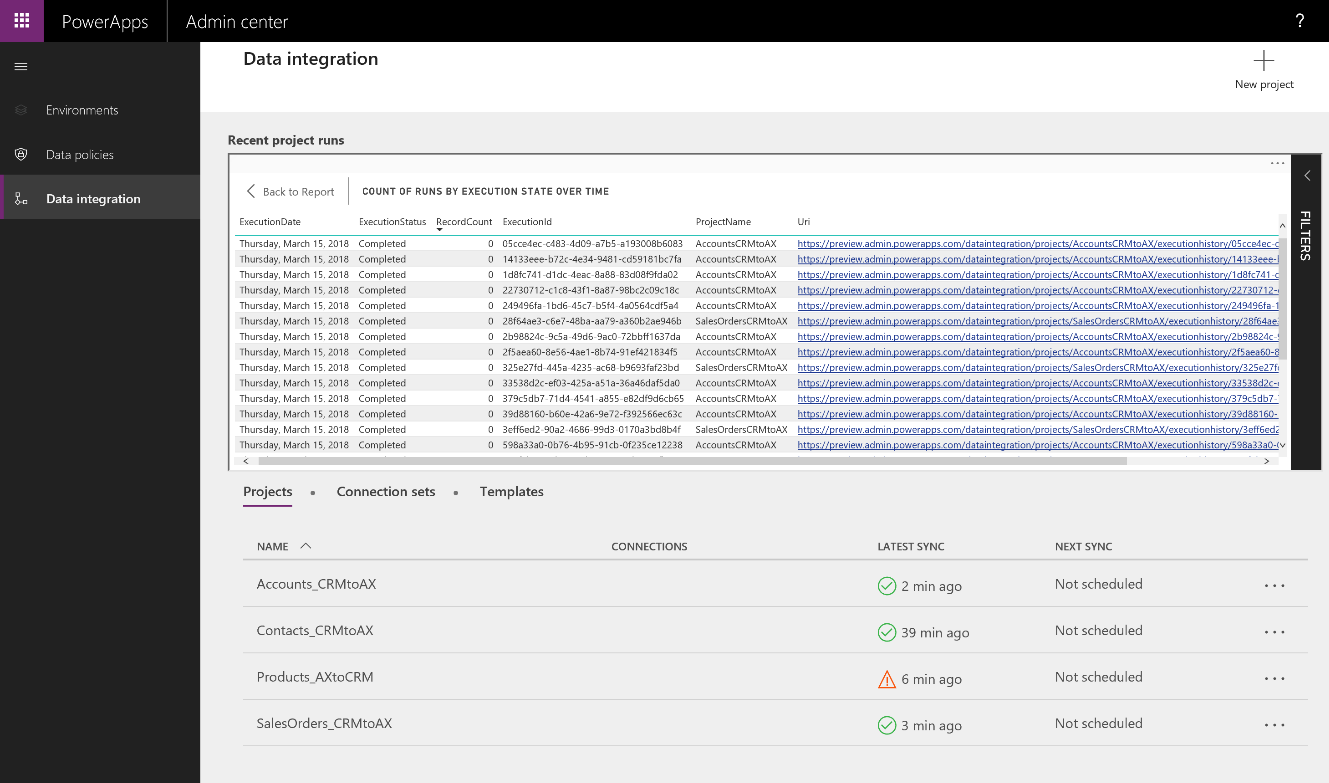 PowerApps Admin center ?
Data integration
New project
Environments
Data policies
Data integration
Recent project runs
Back to Report COUNT OF RUNS BY EXECUTION STATE OVER TIME
FILTERS
ExecutionDate ExecutionStatus RecordCount ExecutionId ProjectName Uri
Thursday, March 15, 2018 Completed 0 05cce4ec-c483-4d09-a7b5-a193008b6083 AccountsCRMtoAX https://preview.admin.powerapps.com/dataintegration/projects/AccountsCRMtoAX/executionhistory/05cce4ec-c
Thursday, March 15, 2018 Completed 0 14133eee-b72c-4e34-9481-cd59181bc7fa AccountsCRMtoAX https://preview.admin.powerapps.com/dataintegration/projects/AccountsCRMtoAX/executionhistory/14133eee-b
Thursday, March 15, 2018 Completed 0 1d8fc741-d1dc-4eac-8a88-83d08f9fda02 AccountsCRMtoAX https://preview.admin.powerapps.com/dataintegration/projects/AccountsCRMtoAX/executionhistory/1d8fc741-c
Thursday, March 15, 2018 Completed 0 22730712-c1c8-43f1-8a87-98bc2c09c18c AccountsCRMtoAX https://preview.admin.powerapps.com/dataintegration/projects/AccountsCRMtoAX/executionhistory/22730712-c
Thursday, March 15, 2018 Completed 0 249496fa-1bd6-45c7-b5f4-4a0564cdf5a4 AccountsCRMtoAX https://preview.admin.powerapps.com/dataintegration/projects/AccountsCRMtoAX/executionhistory/249496fa-1
Thursday, March 15, 2018 Completed 0 28f64ae3-c6e7-48ba-aa79-a360b2ae946b SalesOrdersCRMtoAX https://preview.admin.powerapps.com/dataintegration/projects/SalesOrdersCRMtoAX/executionhistory/28f64ae
Thursday, March 15, 2018 Completed 0 2b98824c-9c5a-49d6-9ac0-72bbff1637da AccountsCRMtoAX https://preview.admin.powerapps.com/dataintegration/projects/AccountsCRMtoAX/executionhistory/2b98824c-9
Thursday, March 15, 2018 Completed 0 2f5aea60-8e56-4ae1-8b74-91ef421834f5 AccountsCRMtoAX https://preview.admin.powerapps.com/dataintegration/projects/AccountsCRMtoAX/executionhistory/2f5aea60-8
Thursday, March 15, 2018 Completed 0 325e27fd-445a-4235-ac68-b9693faf23bd SalesOrdersCRMtoAX https://preview.admin.powerapps.com/dataintegration/projects/SalesOrdersCRMtoAX/executionhistory/325e27f
Thursday, March 15, 2018 Completed 0 33538d2c-ef03-425a-a51a-36a46daf5da0 AccountsCRMtoAX https://preview.admin.powerapps.com/dataintegration/projects/AccountsCRMtoAX/executionhistory/33538d2c-
Thursday, March 15, 2018 Completed 0 379c5db7-71d4-4541-a855-e82df9d6cb65 AccountsCRMtoAX https://preview.admin.powerapps.com/dataintegration/projects/AccountsCRMtoAX/executionhistory/379c5db7-
Thursday, March 15, 2018 Completed 0 39d88160-b60e-42a6-9e72-f392566ec63c AccountsCRMtoAX https://preview.admin.powerapps.com/dataintegration/projects/AccountsCRMtoAX/executionhistory/39d88160-
Thursday, March 15, 2018 Completed 0 3eff6ed2-90a2-4686-99d3-0170a3bd8b4f SalesOrdersCRMtoAX https://preview.admin.powerapps.com/dataintegration/projects/SalesOrdersCRMtoAX/executionhistory/3eff6ed2
Thursday, March 15, 2018 Completed 0 598a33a0-0b76-4b95-91cb-0f235ce12238 AccountsCRMtoAX https://preview.admin.powerapps.com/dataintegration/projects/AccountsCRMtoAX/executionhistory/598a33a0-0
Projects • Connection sets • Templates
NAME CONNECTIONS LATEST SYNC NEXT SYNC
Accounts_CRMtoAX 2 min ago Not scheduled
Contacts_CRMtoAX 39 min ago Not scheduled
Products_AXtoCRM 6 min ago Not scheduled
SalesOrders_CRMtoAX 3 min ago Not scheduled